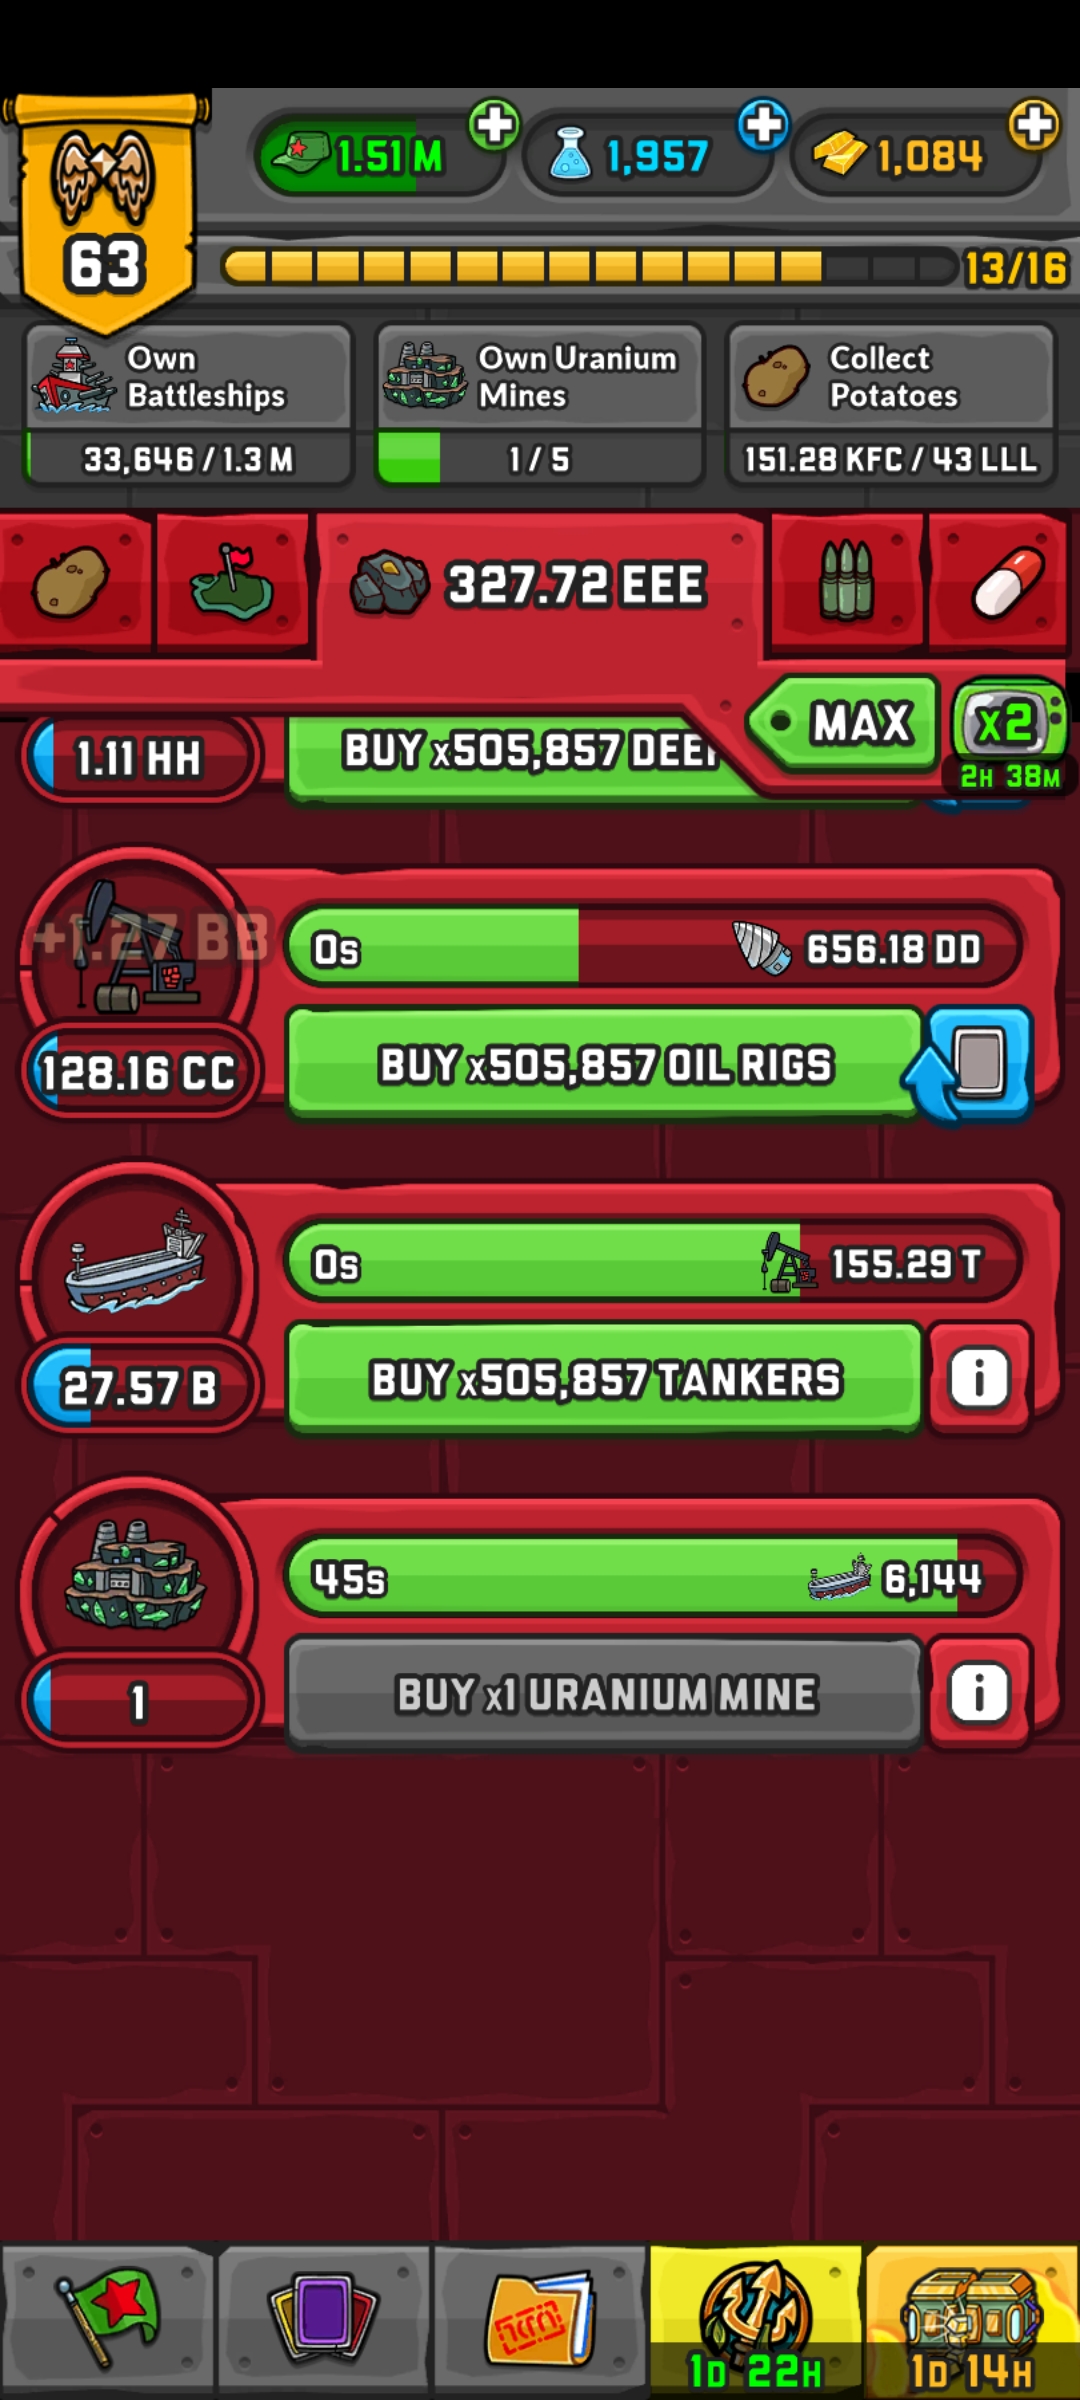 1.51 M
1,957
1,084
63
13/16
Own
Battleships
33,646 / 1.3 M
Own Uranium
Mines
1 / 5
Collect
Potatoes
151.28 KFC / 43 LLL
327.72 EEE
MAX
x2
2H 38M
1.11 HH
BUY x505,857
+1.27 BB
0s
656.18 DD
128.16 CC
BUY x505,857 OIL RIGS
0s
155.29 T
27.57 B
BUY x505,857 TANKERS
i
45s
6,144
1
BUY x1 URANIUM MINE
i
1D 22H
1D 14H